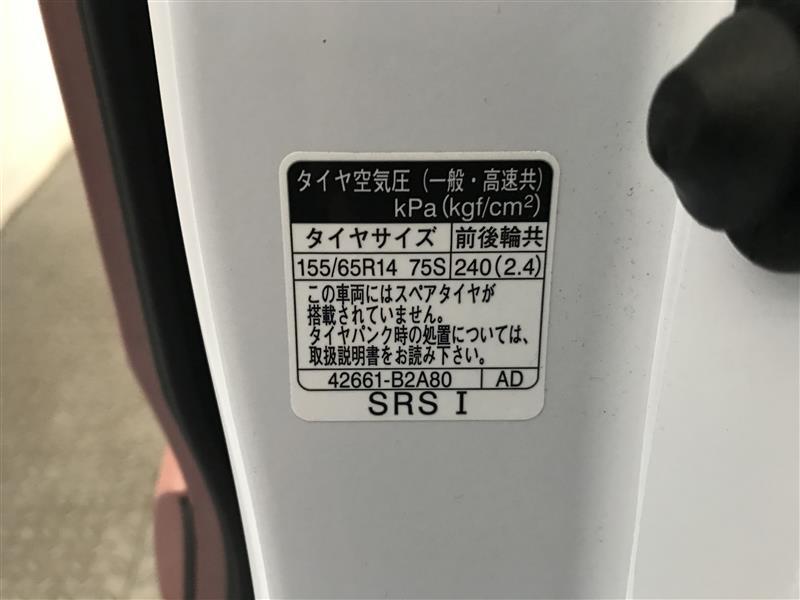 タイヤ空気圧（一般・高速共）
kPa(kgf/cm²)
タイヤサイズ 前後輪共
155/65R14 75S 240(2.4)
この車両にはスペアタイヤが
搭載されていません。
タイヤパンク時の処置については、
取扱説明書をお読み下さい。
42661-B2A80 AD
SRS I